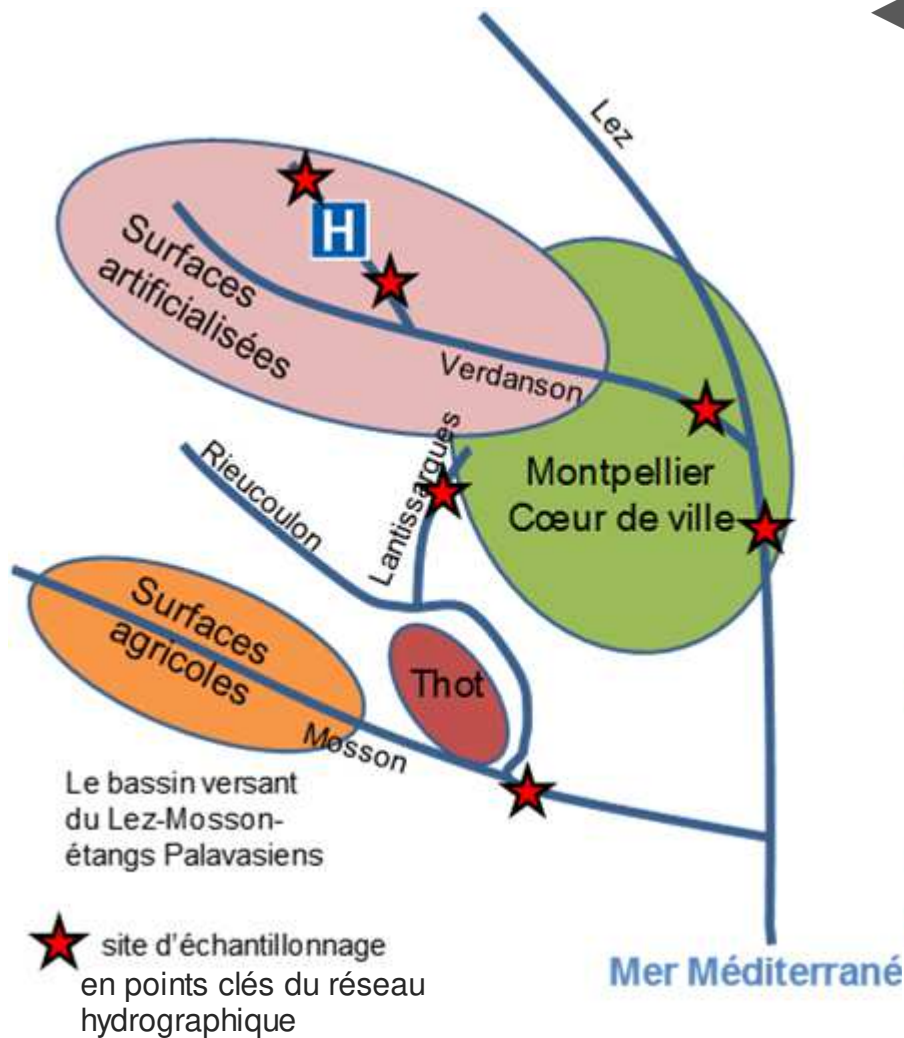 Lez
H
Surfaces
artificialisées
Verdanson
Lantissargues
Rieucoulon
Montpellier
Cœur de ville
Surfaces
agricoles
Thot
Mosson
Le bassin versant
du Lez-Mosson-
étangs Palavasiens
site d'échantillonnage
en points clés du réseau
hydrographique
Mer Méditerrané